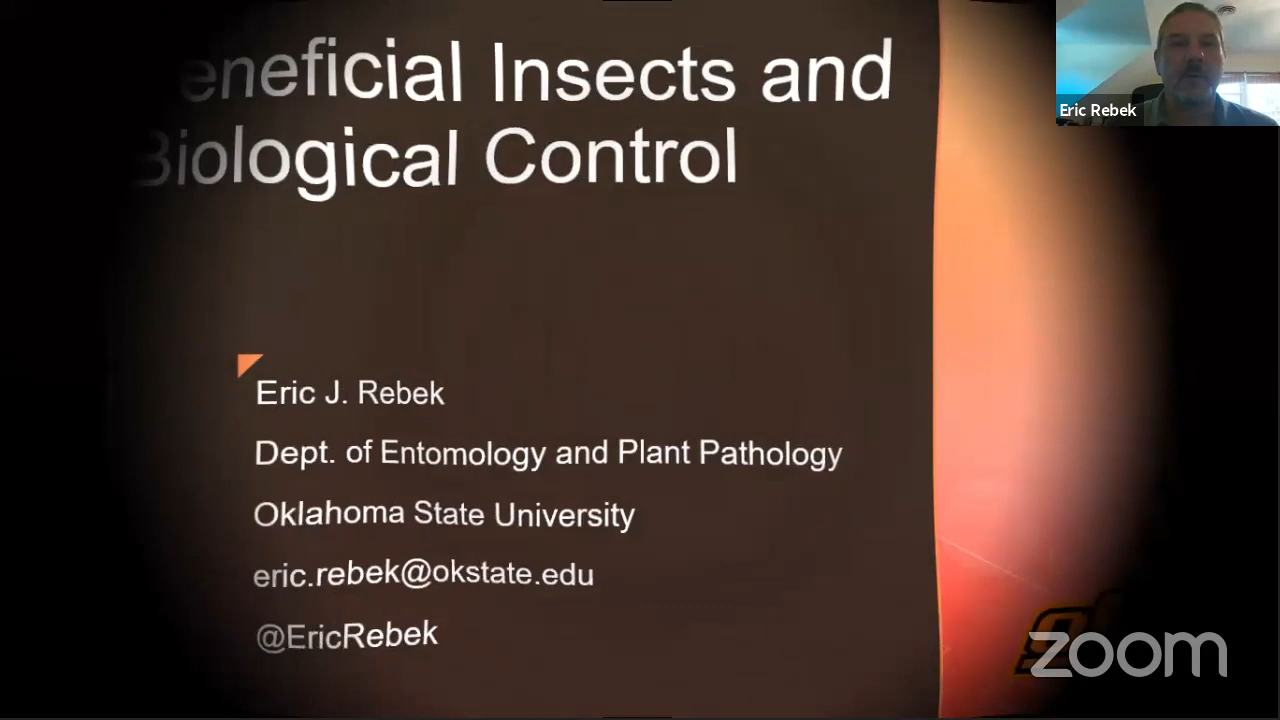 eneficial Insects and
Biological Control
Eric J. Rebek
Dept. of Entomology and Plant Pathology
Oklahoma State University
eric.rebek@okstate.edu
@EricRebek
Eric Rebek
zoom